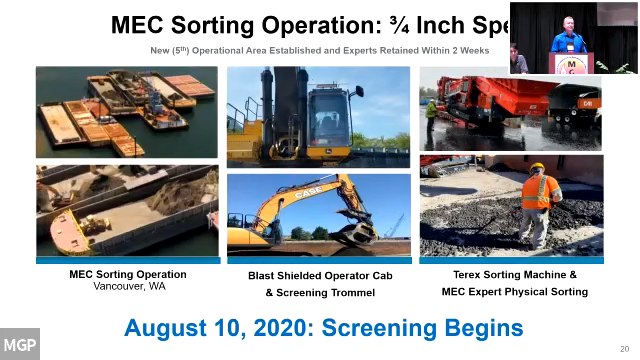 MEC Sorting Operation: ¾ Inch Spe
New (5th) Operational Area Established and Experts Retained Within 2 Weeks
CASE
MEC Sorting Operation
Vancouver, WA
Blast Shielded Operator Cab
& Screening Trommel
Terex Sorting Machine &
MEC Expert Physical Sorting
August 10, 2020: Screening Begins
MGP
20